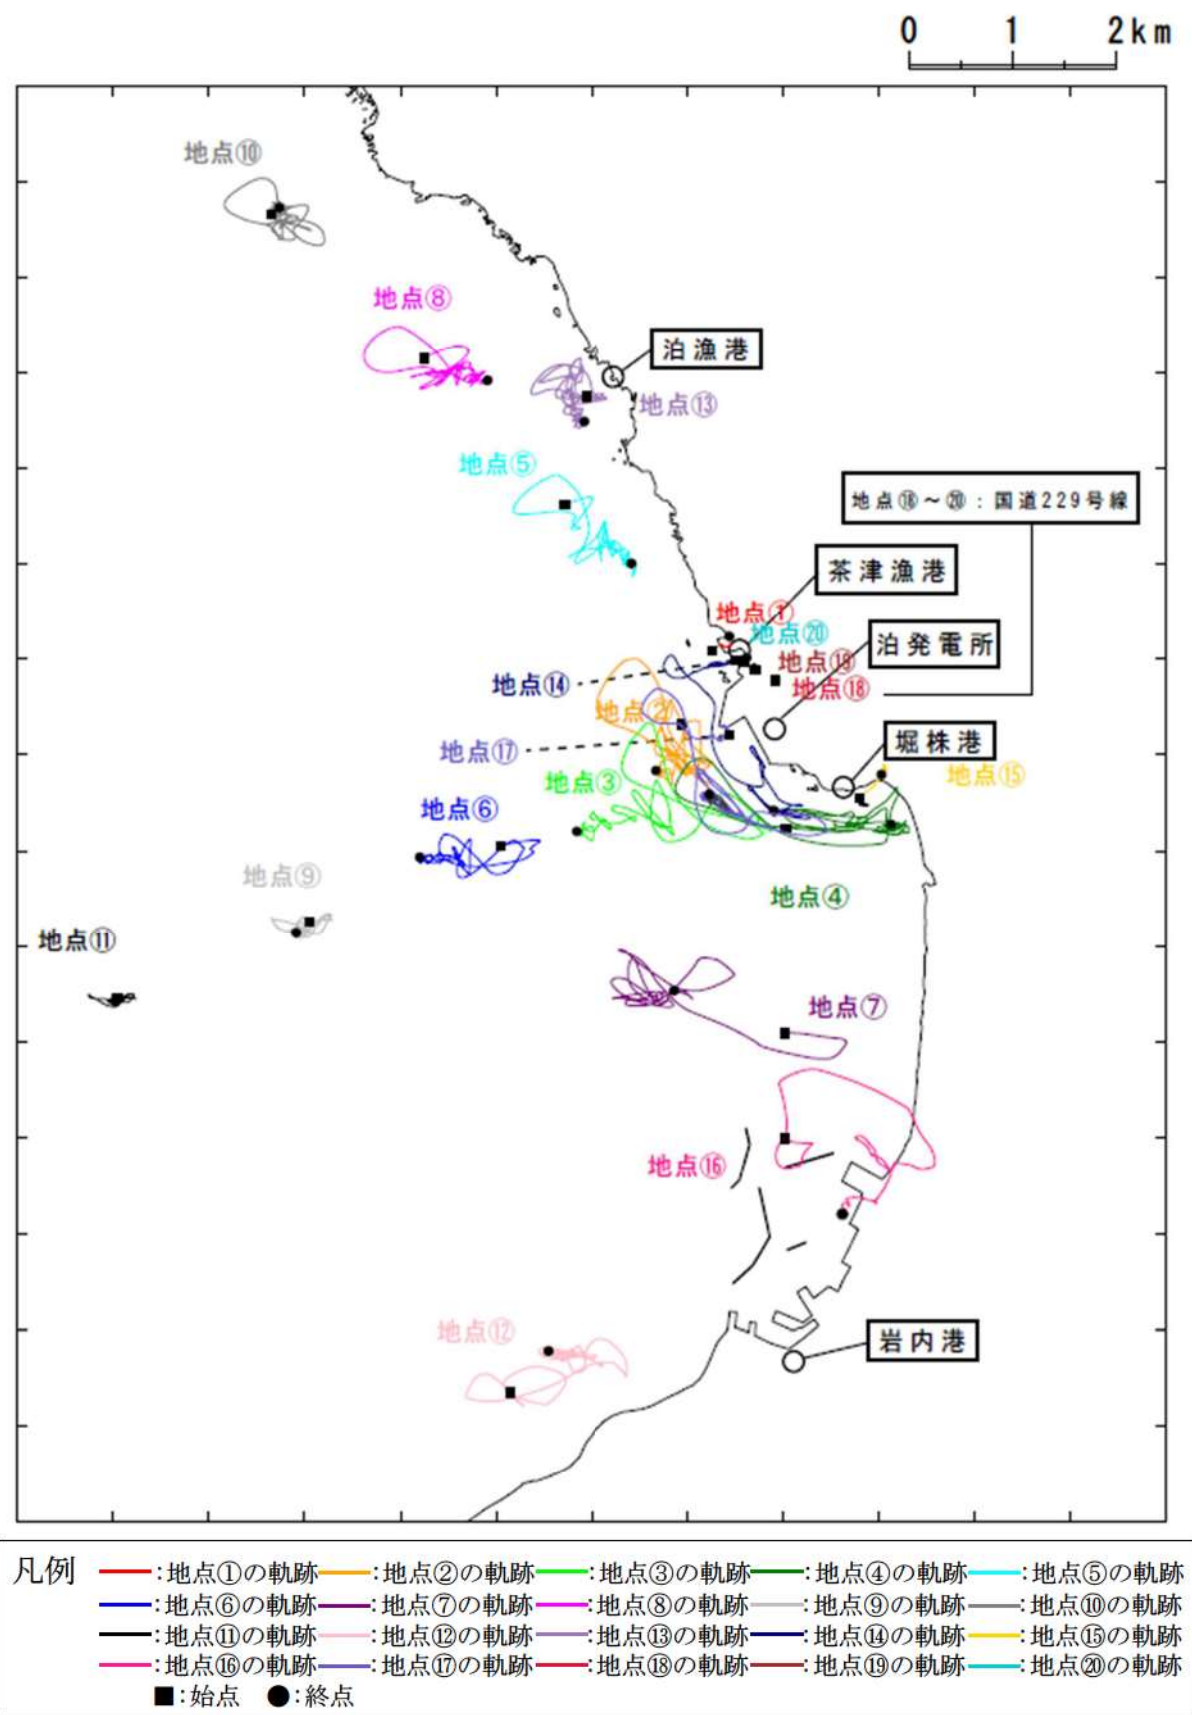 0 1 2km
地点⑩
地点⑧
泊漁港
地点⑬
地点⑤
地点⑱～⑳：国道229号線
茶津漁港
地点①
地点⑳
泊発電所
地点⑲
地点⑭
地点⑱
地点②
堀株港
地点⑰
地点③
地点⑮
地点⑥
地点⑨
地点④
地点⑪
地点⑦
地点⑯
地点⑫
岩内港
凡例 :地点①の軌跡 :地点②の軌跡 :地点③の軌跡 :地点④の軌跡 :地点⑤の軌跡
:地点⑥の軌跡 :地点⑦の軌跡 :地点⑧の軌跡 :地点⑨の軌跡 :地点⑩の軌跡
:地点⑪の軌跡 :地点⑫の軌跡 :地点⑬の軌跡 :地点⑭の軌跡 :地点⑮の軌跡
:地点⑯の軌跡 :地点⑰の軌跡 :地点⑱の軌跡 :地点⑲の軌跡 :地点⑳の軌跡
■:始点 ●:終点